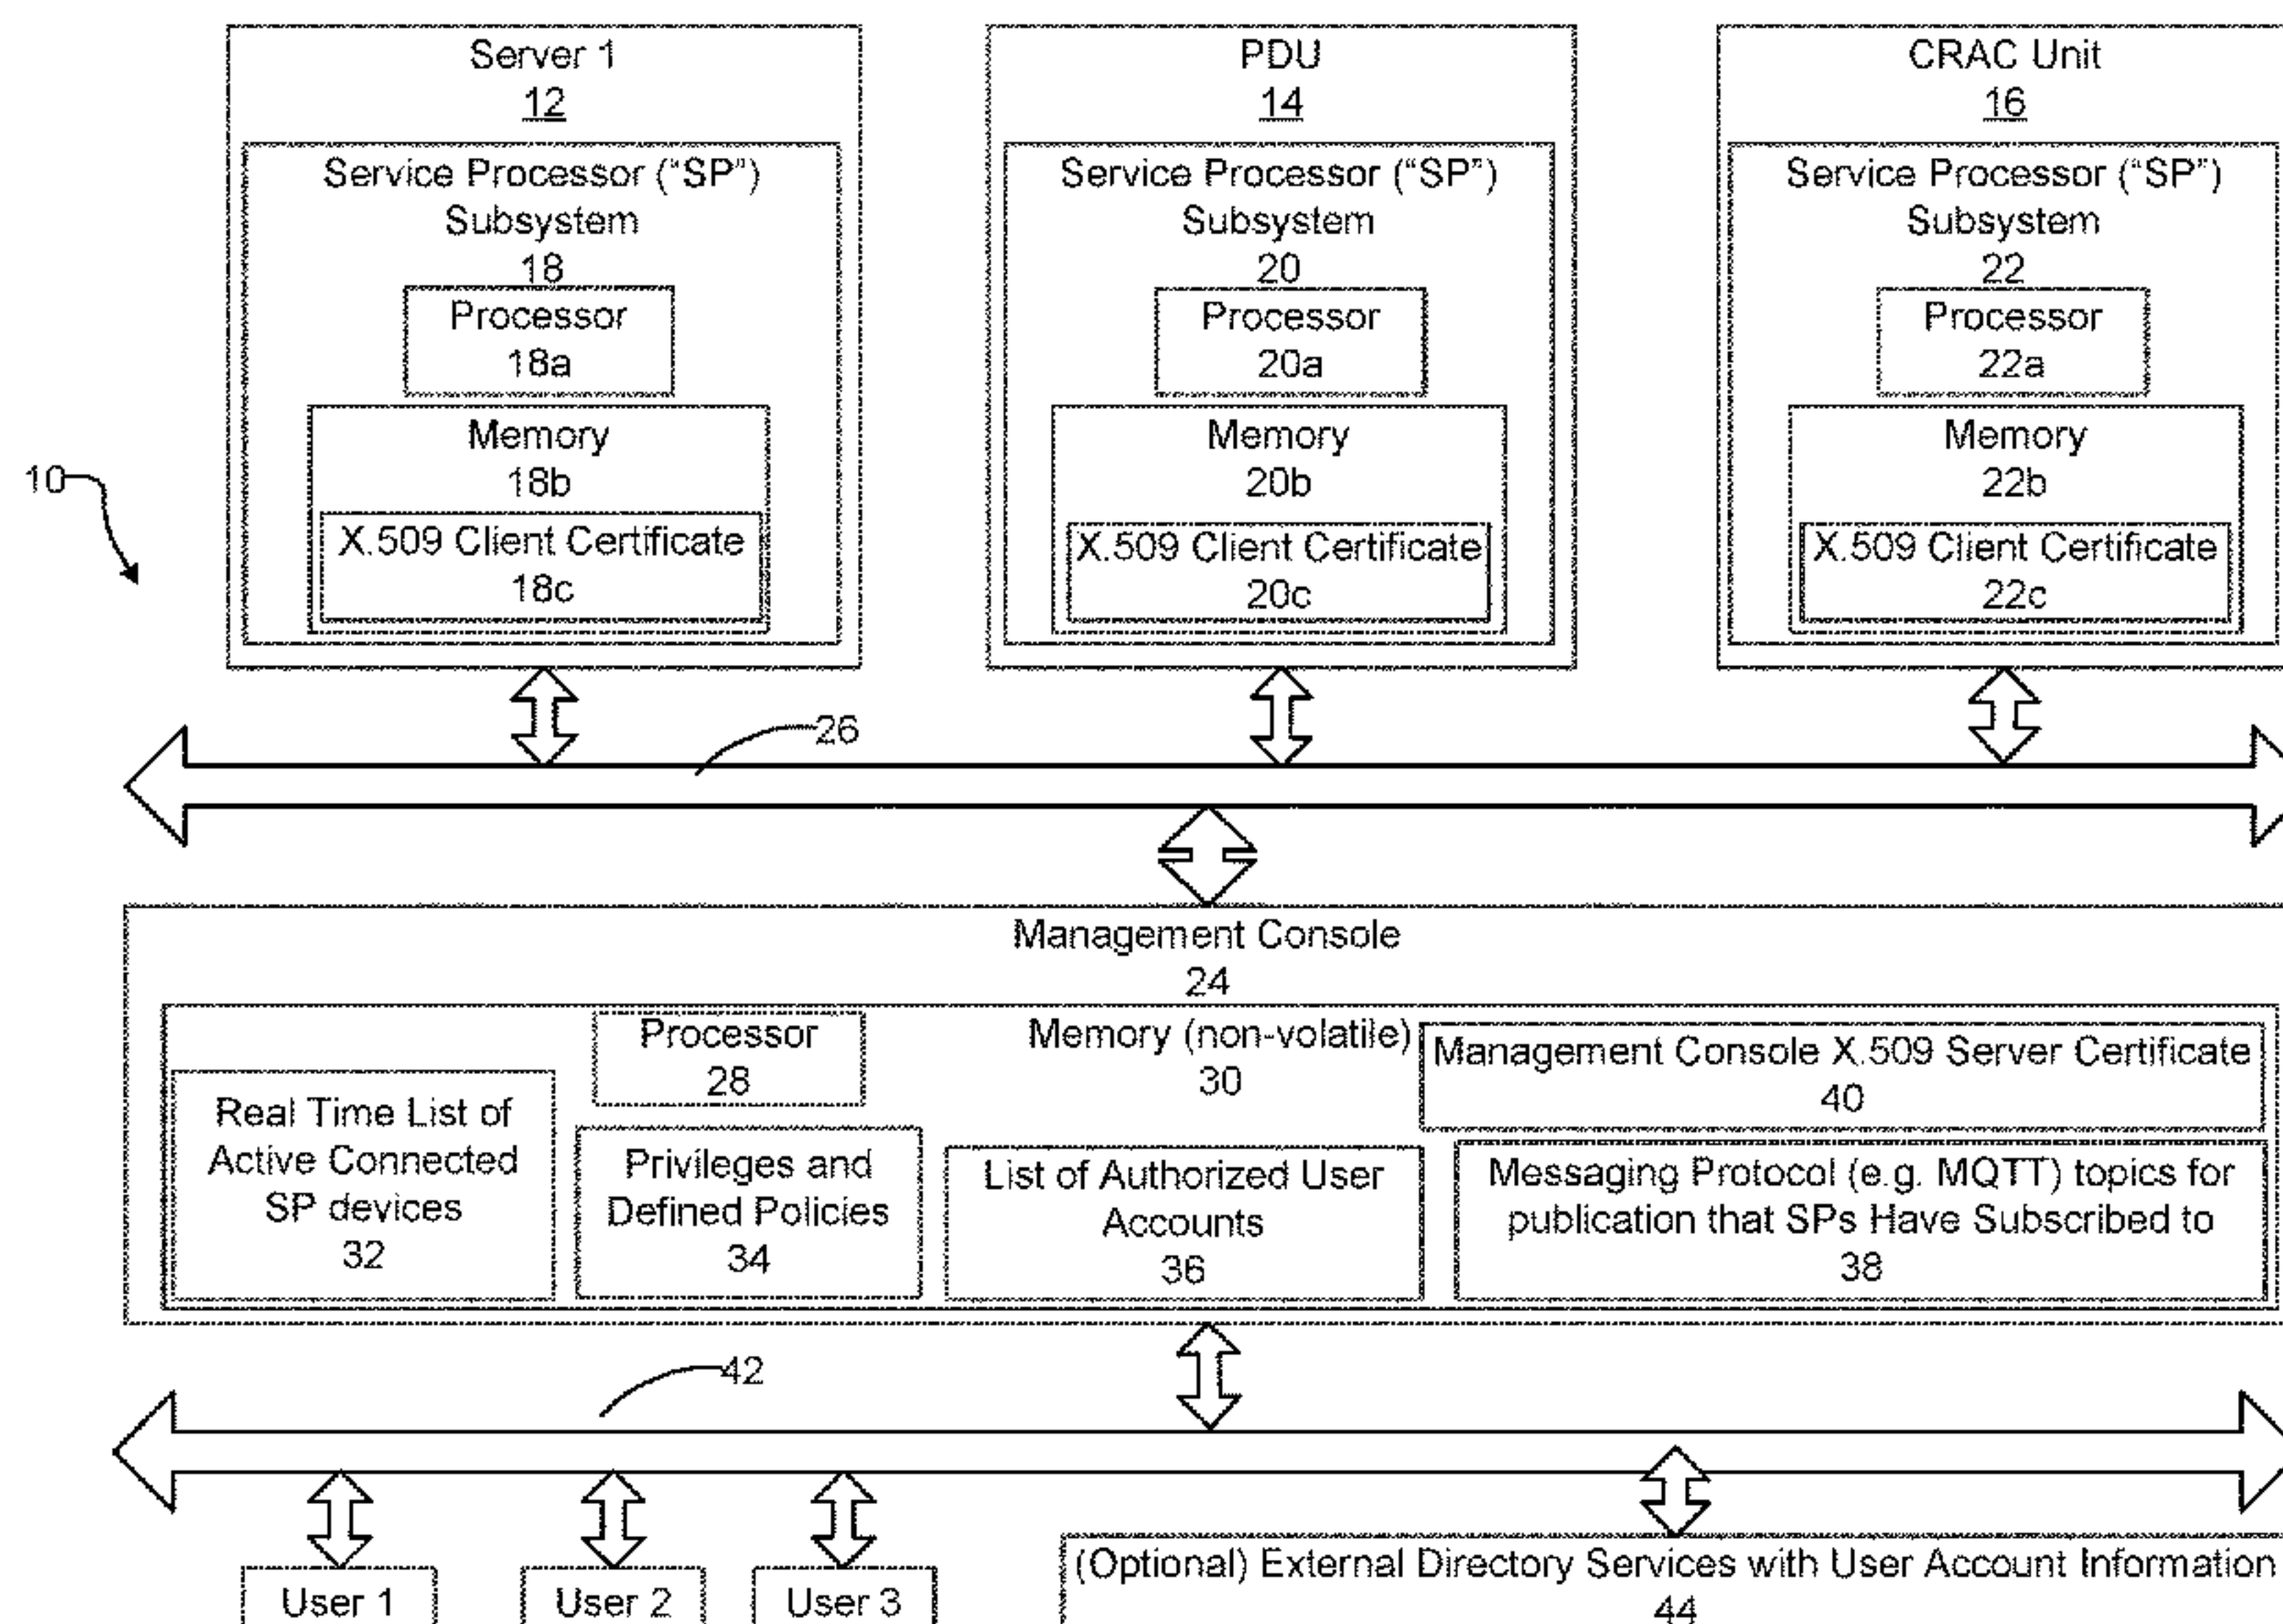 Server 1
12
Service Processor ("SP")
Subsystem
18
Processor
18a
Memory
18b
X.509 Client Certificate
18c
PDU
14
Service Processor ("SP")
Subsystem
20
Processor
20a
Memory
20b
X.509 Client Certificate
20c
CRAC Unit
16
Service Processor ("SP")
Subsystem
22
Processor
22a
Memory
22b
X.509 Client Certificate
22c
10
26
Management Console
24
Processor
28
Memory (non-volatile)
30
Management Console X.509 Server Certificate
40
Real Time List of
Active Connected
SP devices
32
Privileges and
Defined Policies
34
List of Authorized User
Accounts
36
Messaging Protocol (e.g. MQTT) topics for
publication that SPs Have Subscribed to
38
42
User 1
User 2
User 3
(Optional) External Directory Services with User Account Information
44